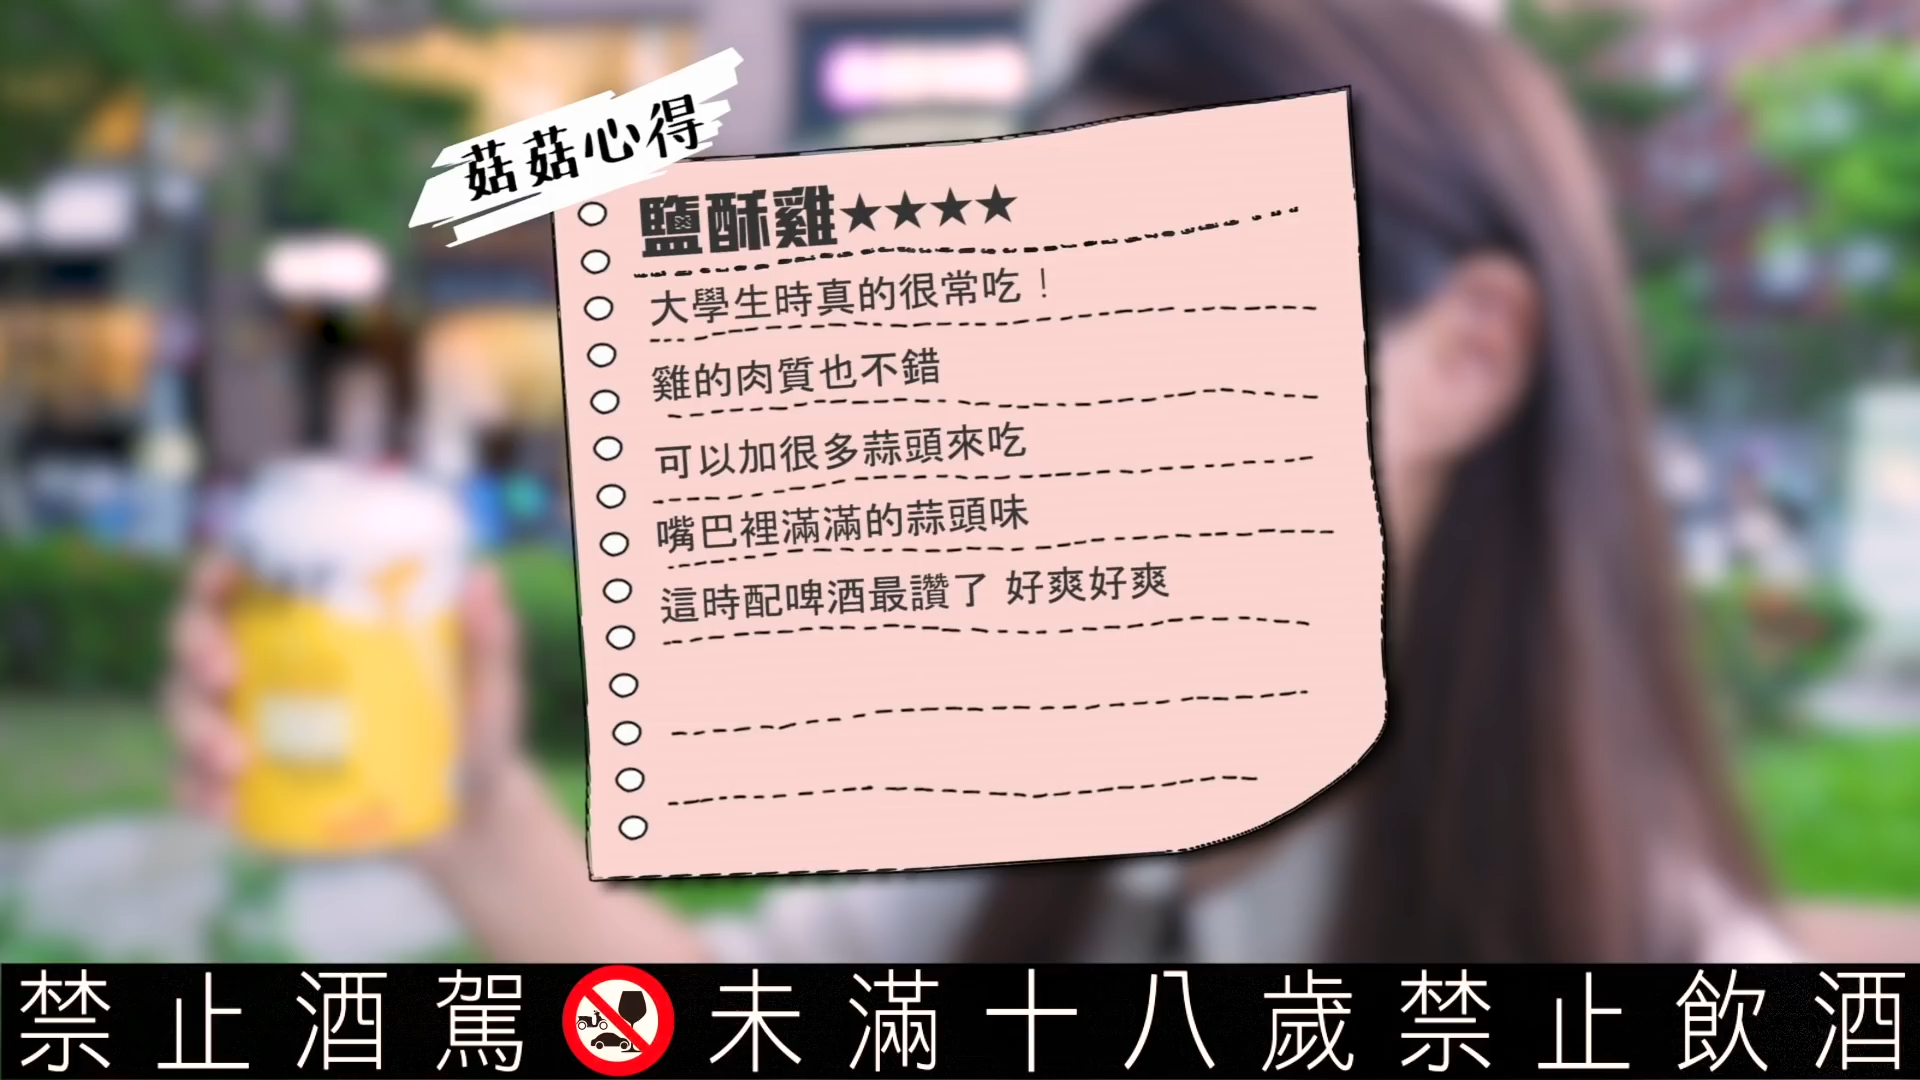 菇菇心得
鹽酥雞★★★★
大學生時真的很常吃！
雞的肉質也不錯
可以加很多蒜頭來吃
嘴巴裡滿滿的蒜頭味
這時配啤酒最讚了 好爽好爽
禁止酒駕 未滿十八歲禁止飲酒